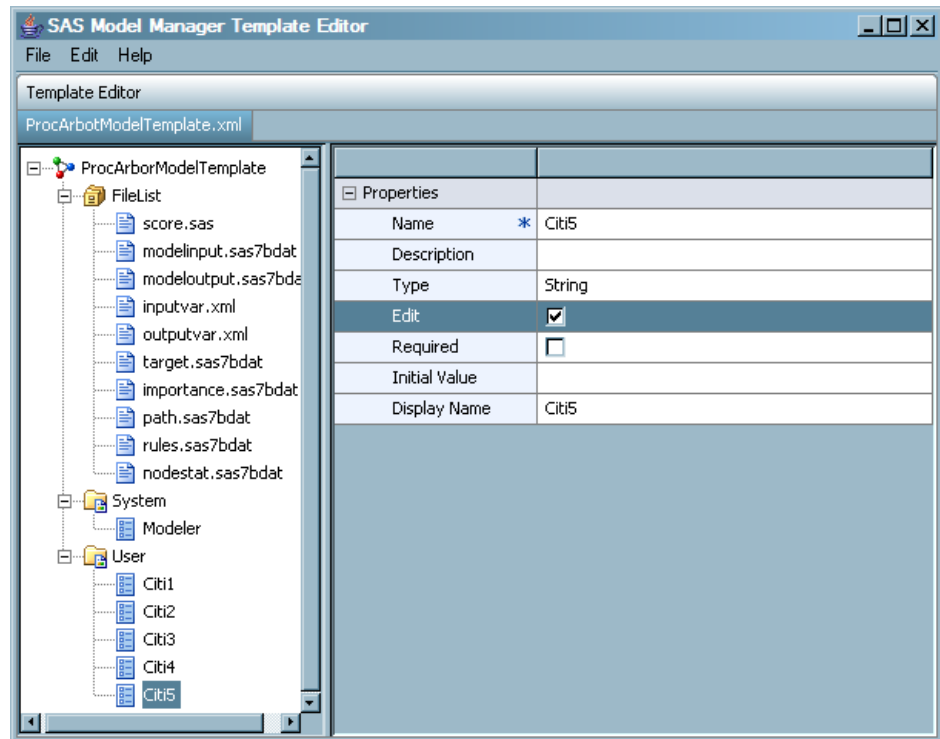 SAS Model Manager Template Editor
File Edit Help
Template Editor
ProcArbotModelTemplate.xml
ProcArborModelTemplate
FileList
score.sas
modelinput.sas7bdat
modeloutput.sas7bda
inputvar.xml
outputvar.xml
target.sas7bdat
importance.sas7bdat
path.sas7bdat
rules.sas7bdat
nodestat.sas7bdat
System
Modeler
User
Citi1
Citi2
Citi3
Citi4
Citi5
Properties
Name * Citi5
Description
Type String
Edit
Required
Initial Value
Display Name Citi5